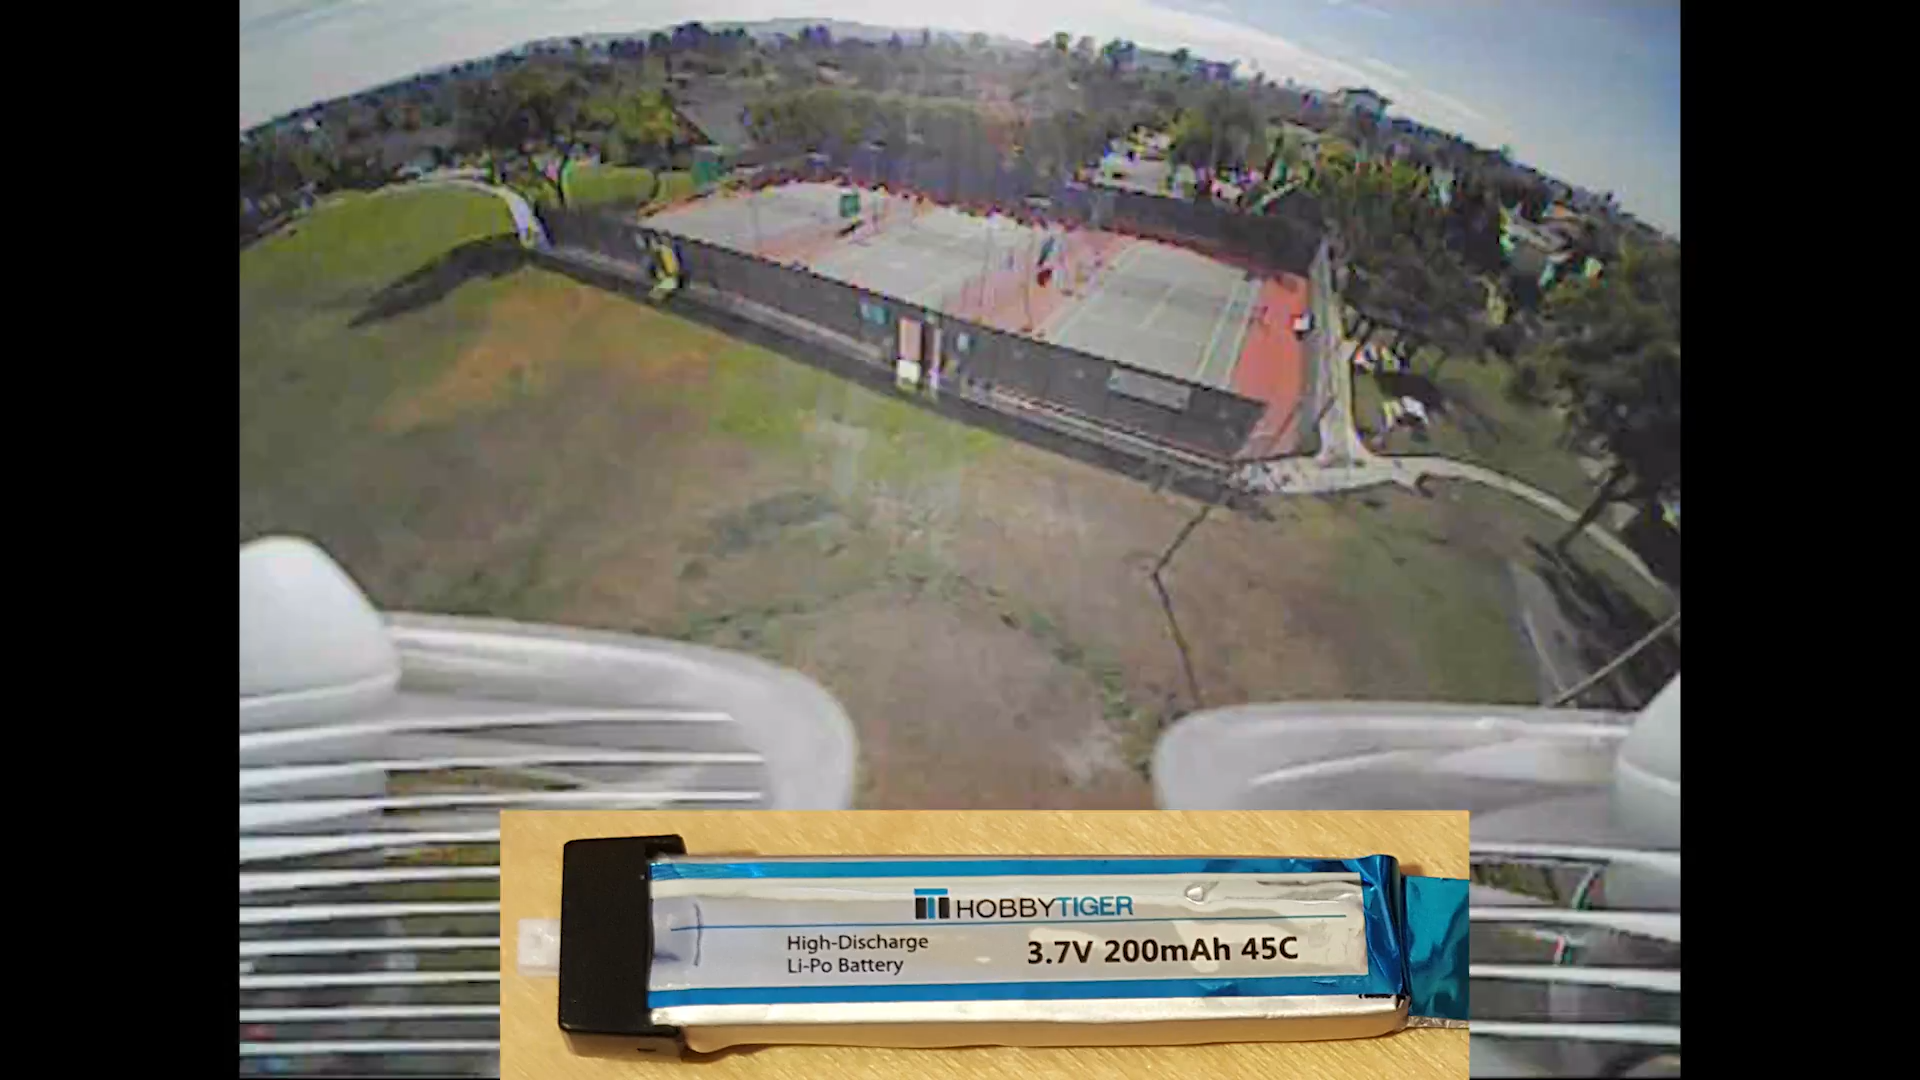 HOBBYTIGER
High-Discharge
Li-Po Battery
3.7V 200mAh 45C